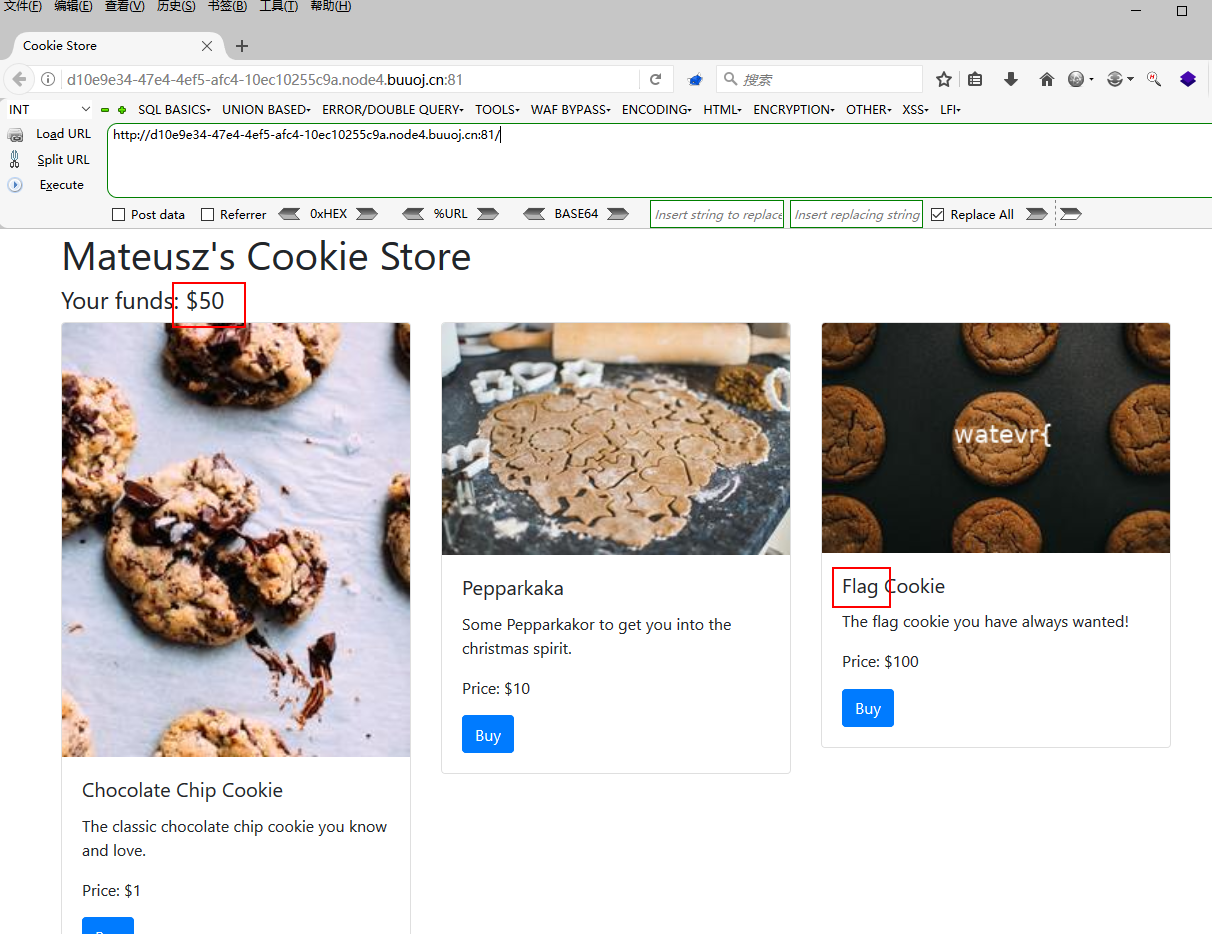 文件(F) 编辑(E) 查看(V) 历史(S) 书签(B) 工具(T) 帮助(H)
Cookie Store
d10e9e34-47e4-4ef5-afc4-10ec10255c9a.node4.buuoj.cn:81
搜索
INT SQL BASICS UNION BASED ERROR/DOUBLE QUERY TOOLS WAF BYPASS ENCODING HTML ENCRYPTION OTHER XSS LFI
Load URL
http://d10e9e34-47e4-4ef5-afc4-10ec10255c9a.node4.buuoj.cn:81/
Split URL
Execute
Post data Referrer 0xHEX %URL BASE64 Insert string to replace Insert replacing string Replace All
Mateusz's Cookie Store
Your funds: $50
Chocolate Chip Cookie
The classic chocolate chip cookie you know
and love.
Price: $1
Pepparkaka
Some Pepparkakor to get you into the
christmas spirit.
Price: $10
Buy
watevr{
Flag Cookie
The flag cookie you have always wanted!
Price: $100
Buy